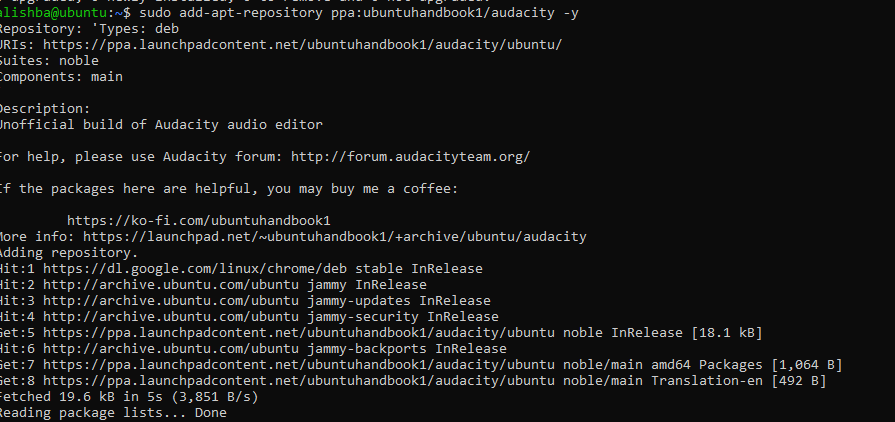 alishba@ubuntu:~$ sudo add-apt-repository ppa:ubuntuhandbook1/audacity -y
Repository: 'Types: deb
URIs: https://ppa.launchpadcontent.net/ubuntuhandbook1/audacity/ubuntu/
Suites: noble
Components: main
Description:
Unofficial build of Audacity audio editor
For help, please use Audacity forum: http://forum.audacityteam.org/
If the packages here are helpful, you may buy me a coffee:
https://ko-fi.com/ubuntuhandbook1
More info: https://launchpad.net/~ubuntuhandbook1/+archive/ubuntu/audacity
Adding repository.
Hit:1 https://dl.google.com/linux/chrome/deb stable InRelease
Hit:2 http://archive.ubuntu.com/ubuntu jammy InRelease
Hit:3 http://archive.ubuntu.com/ubuntu jammy-updates InRelease
Hit:4 http://archive.ubuntu.com/ubuntu jammy-security InRelease
Get:5 https://ppa.launchpadcontent.net/ubuntuhandbook1/audacity/ubuntu noble InRelease [18.1 kB]
Hit:6 http://archive.ubuntu.com/ubuntu jammy-backports InRelease
Get:7 https://ppa.launchpadcontent.net/ubuntuhandbook1/audacity/ubuntu noble/main amd64 Packages [1,064 B]
Get:8 https://ppa.launchpadcontent.net/ubuntuhandbook1/audacity/ubuntu noble/main Translation-en [492 B]
Fetched 19.6 kB in 5s (3,851 B/s)
Reading package lists... Done